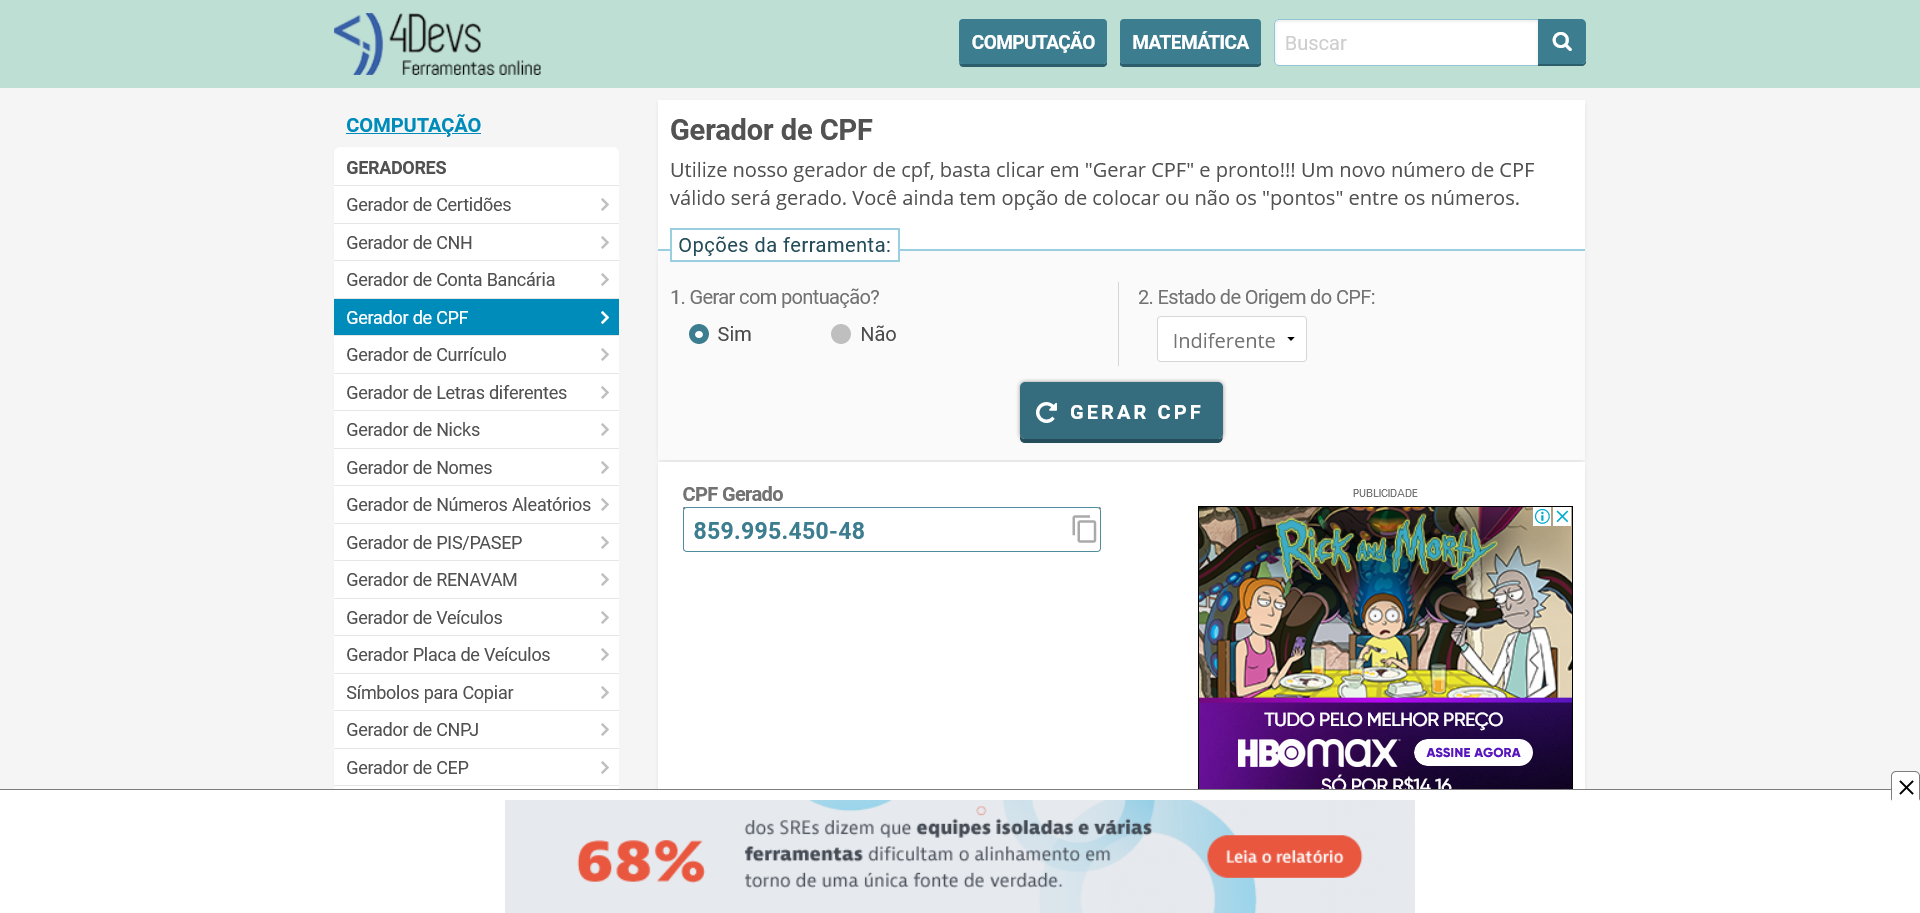 4Devs
Ferramentas online
COMPUTAÇÃO
MATEMÁTICA
Buscar
COMPUTAÇÃO
GERADORES
Gerador de Certidões
Gerador de CNH
Gerador de Conta Bancária
Gerador de CPF
Gerador de Currículo
Gerador de Letras diferentes
Gerador de Nicks
Gerador de Nomes
Gerador de Números Aleatórios
Gerador de PIS/PASEP
Gerador de RENAVAM
Gerador de Veículos
Gerador Placa de Veículos
Símbolos para Copiar
Gerador de CNPJ
Gerador de CEP
Gerador de CPF
Utilize nosso gerador de cpf, basta clicar em "Gerar CPF" e pronto!!! Um novo número de CPF
válido será gerado. Você ainda tem opção de colocar ou não os "pontos" entre os números.
Opções da ferramenta:
1. Gerar com pontuação?
Sim
Não
2. Estado de Origem do CPF:
Indiferente
GERAR CPF
CPF Gerado
859.995.450-48
PUBLICIDADE
Rick and Morty
TUDO PELO MELHOR PREÇO
HBOmax
ASSINE AGORA
SÓ POR R$14,16
68%
dos SREs dizem que equipes isoladas e várias
ferramentas dificultam o alinhamento em
torno de uma única fonte de verdade.
Leia o relatório